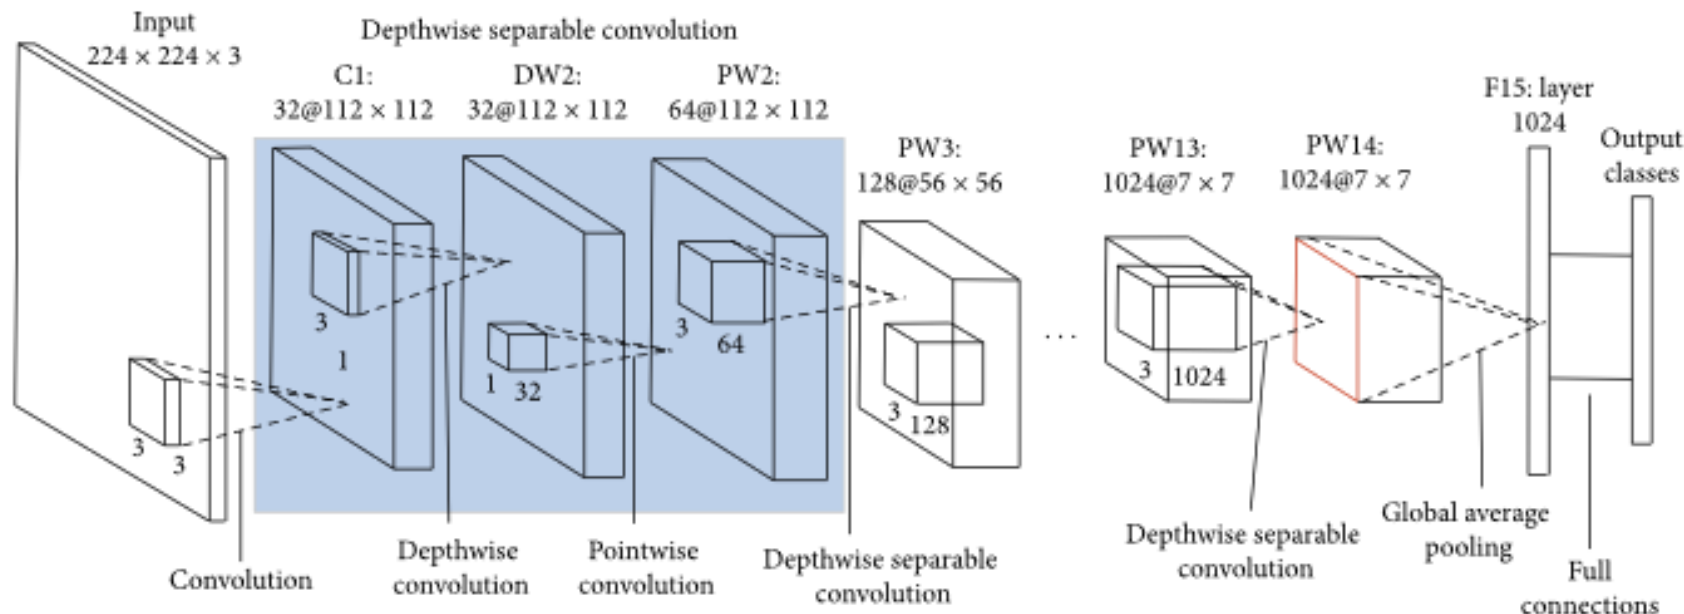 Input
224 × 224 × 3
Depthwise separable convolution
C1:
32@112 × 112
DW2:
32@112 × 112
PW2:
64@112 × 112
PW3:
128@56 × 56
PW13:
1024@7 × 7
PW14:
1024@7 × 7
F15: layer
1024
Output
classes
3
3
3
1
1
32
3
64
3
128
. . .
3
1024
Convolution
Depthwise
convolution
Pointwise
convolution
Depthwise separable
convolution
Depthwise separable
convolution
Global average
pooling
Full
connections